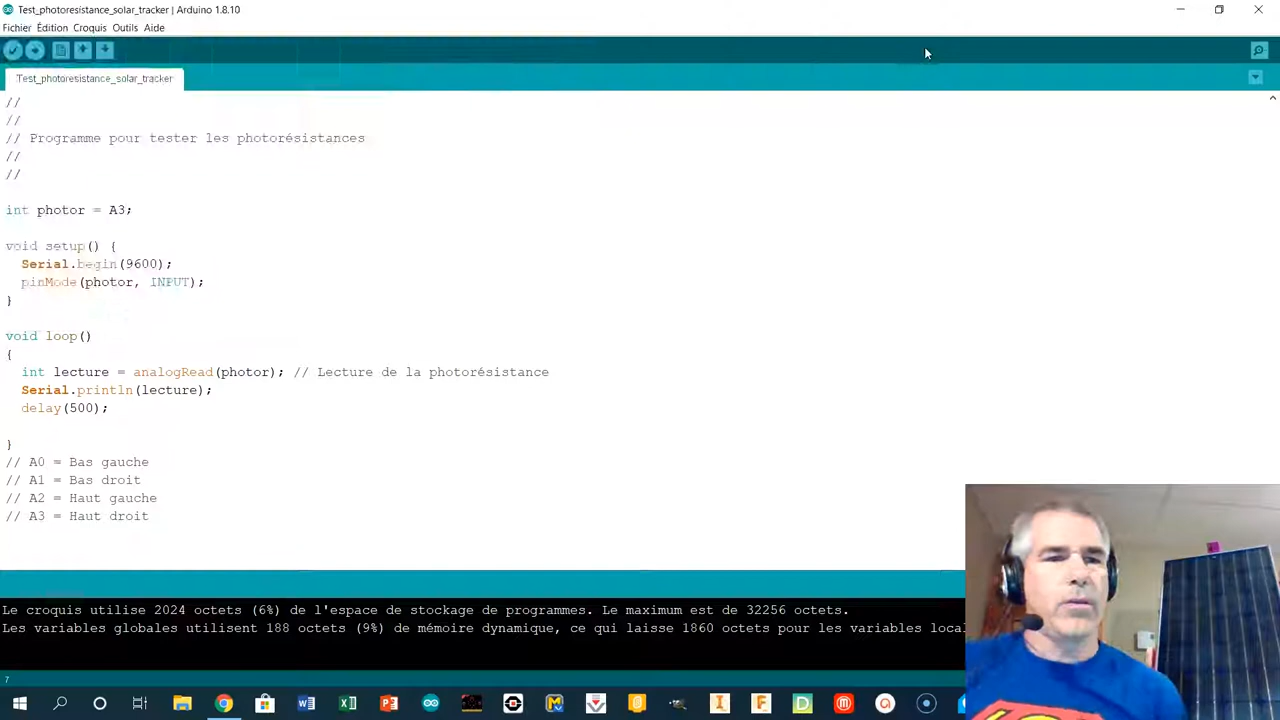 Test_photoresistance_solar_tracker | Arduino 1.8.10
Fichier Édition Croquis Outils Aide
Test_photoresistance_solar_tracker
//
//
// Programme pour tester les photorésistances
//
//
int photor = A3;
void setup() {
Serial.begin(9600);
pinMode(photor, INPUT);
}
void loop()
{
int lecture = analogRead(photor); // Lecture de la photorésistance
Serial.println(lecture);
delay(500);
}
// A0 = Bas gauche
// A1 = Bas droit
// A2 = Haut gauche
// A3 = Haut droit
Le croquis utilise 2024 octets (6%) de l'espace de stockage de programmes. Le maximum est de 32256 octets.
Les variables globales utilisent 188 octets (9%) de mémoire dynamique, ce qui laisse 1860 octets pour les variables local
7